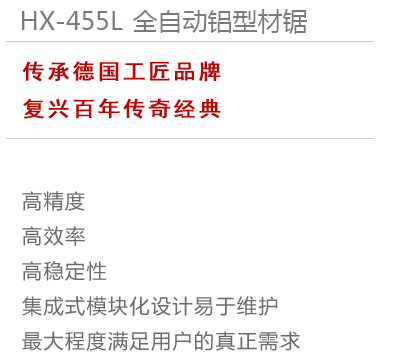 HX-455L 全自动铝型材锯
传承德国工匠品牌
复兴百年传奇经典
高精度
高效率
高稳定性
集成式模块化设计易于维护
最大程度满足用户的真正需求